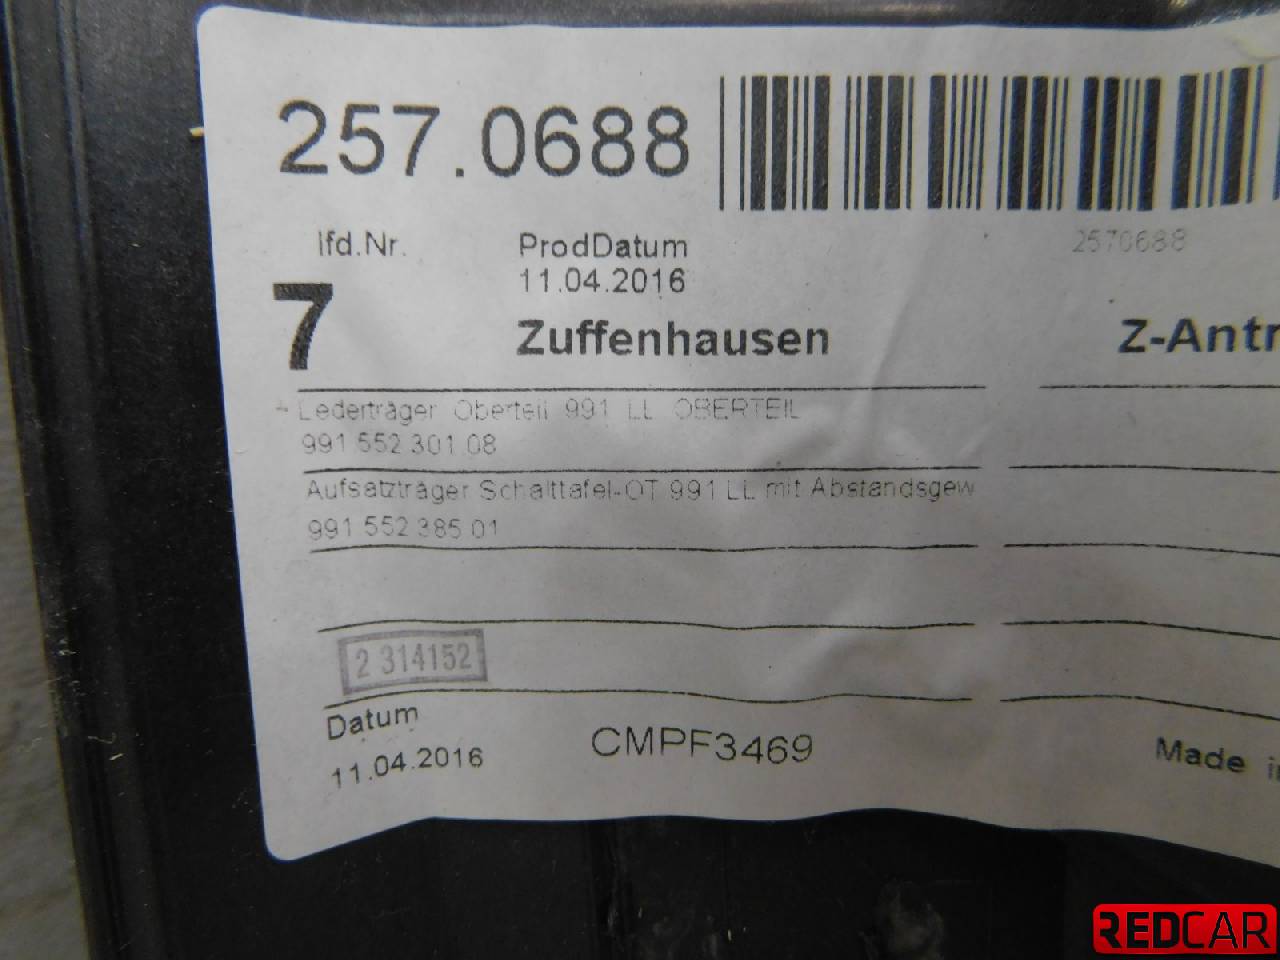 257.0688
2570688
lfd.Nr.
ProdDatum
7
11.04.2016
Zuffenhausen
Z-Antr
Lederträger Oberteil 991 LL OBERTEIL
991 552 301 08
Aufsatzträger Schalttafel-OT 991 LL mit Abstandsgew
991 552 385 01
2 314152
Datum
11.04.2016
CMPF3469
Made in
REDCAR